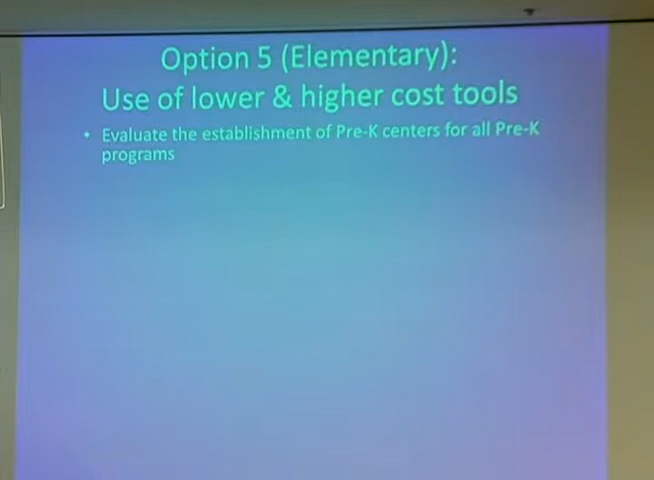 Option 5 (Elementary):
Use of lower & higher cost tools
• Evaluate the establishment of Pre-K centers for all Pre-K
programs